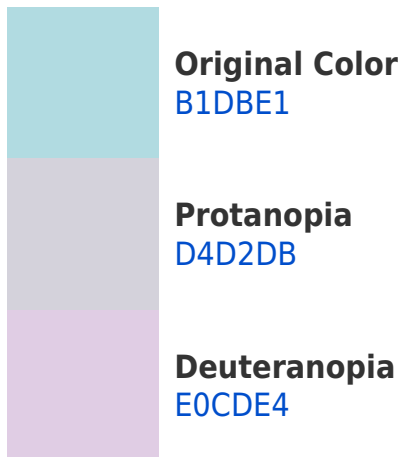 Original Color
B1DBE1
Protanopia
D4D2DB
Deuteranopia
E0CDE4